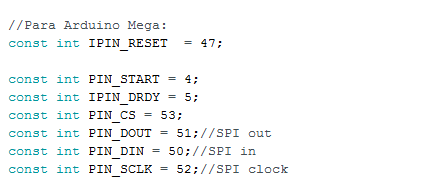 //Para Arduino Mega:
const int IPIN_RESET  = 47;
const int PIN_START = 4;
const int IPIN_DRDY = 5;
const int PIN_CS = 53;
const int PIN_DOUT = 51;//SPI out
const int PIN_DIN = 50;//SPI in
const int PIN_SCLK = 52;//SPI clock